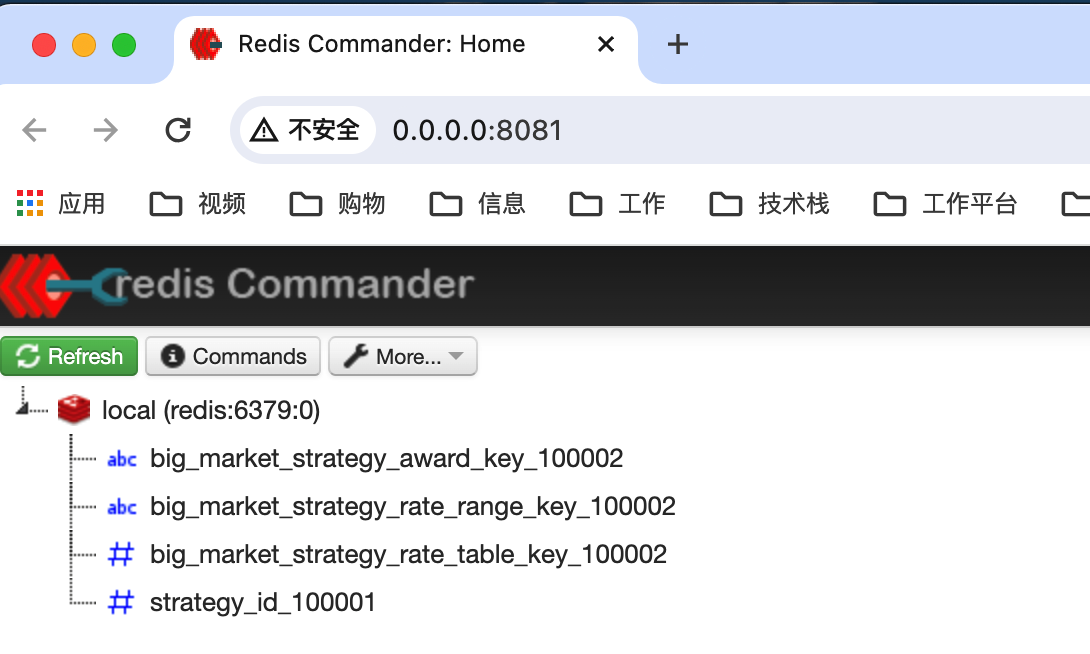 Redis Commander: Home
不安全 0.0.0.0:8081
应用 视频 购物 信息 工作 技术栈 工作平台
redis Commander
Refresh Commands More...
local (redis:6379:0)
abc big_market_strategy_award_key_100002
abc big_market_strategy_rate_range_key_100002
# big_market_strategy_rate_table_key_100002
# strategy_id_100001